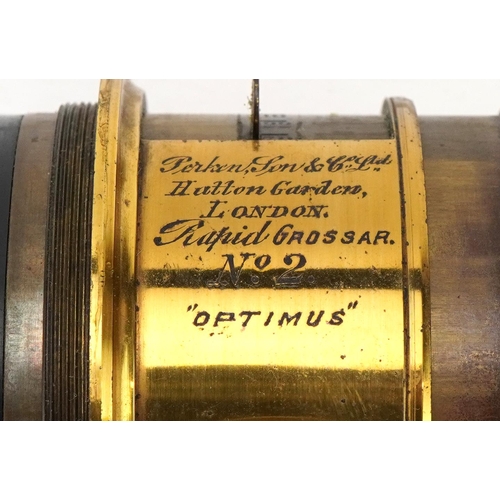 Perken, Son & Co. Ltd.
Hatton Garden,
LONDON.
Rapid GROSSAR.
No. 2.
"OPTIMUS"